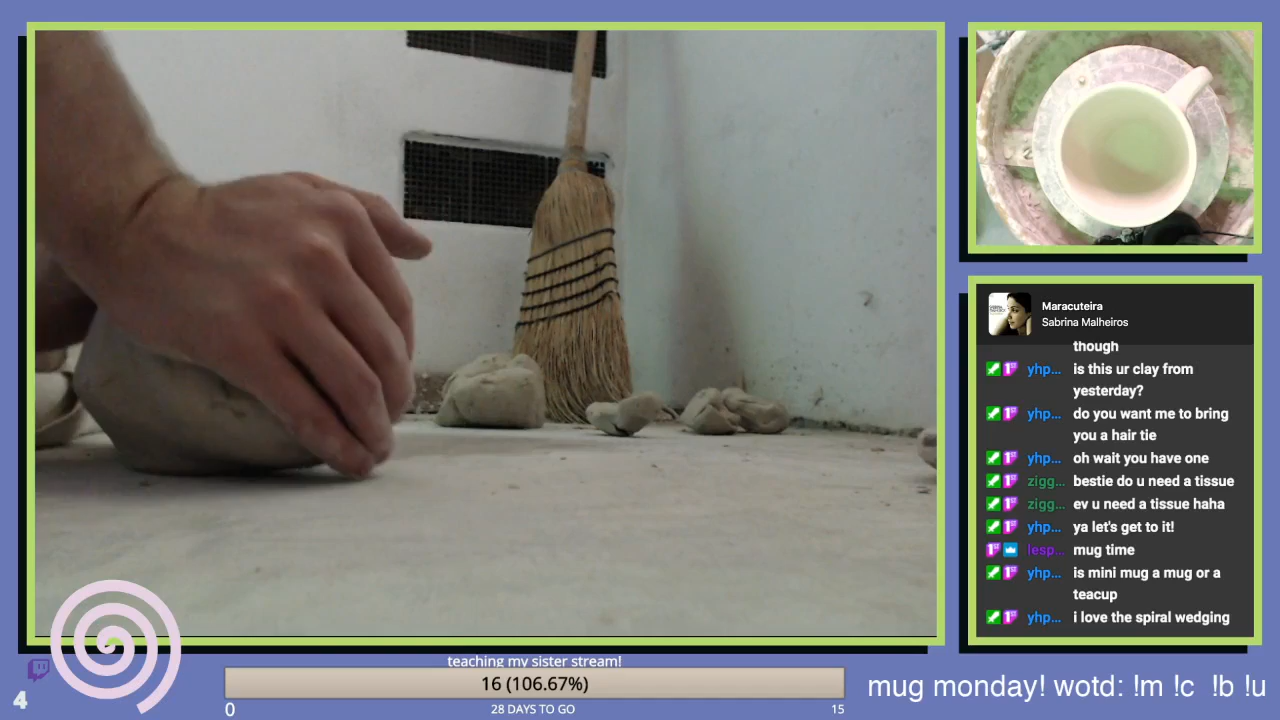 Maracuteira
Sabrina Malheiros
though
yhp... is this ur clay from
yesterday?
yhp... do you want me to bring
you a hair tie
yhp... oh wait you have one
zigg... bestie do u need a tissue
zigg... ev u need a tissue haha
yhp... ya let's get to it!
lesp... mug time
yhp... is mini mug a mug or a
teacup
yhp... i love the spiral wedging
4
teaching my sister stream!
16 (106.67%)
0 28 DAYS TO GO 15
mug monday! wotd: !m !c !b !u